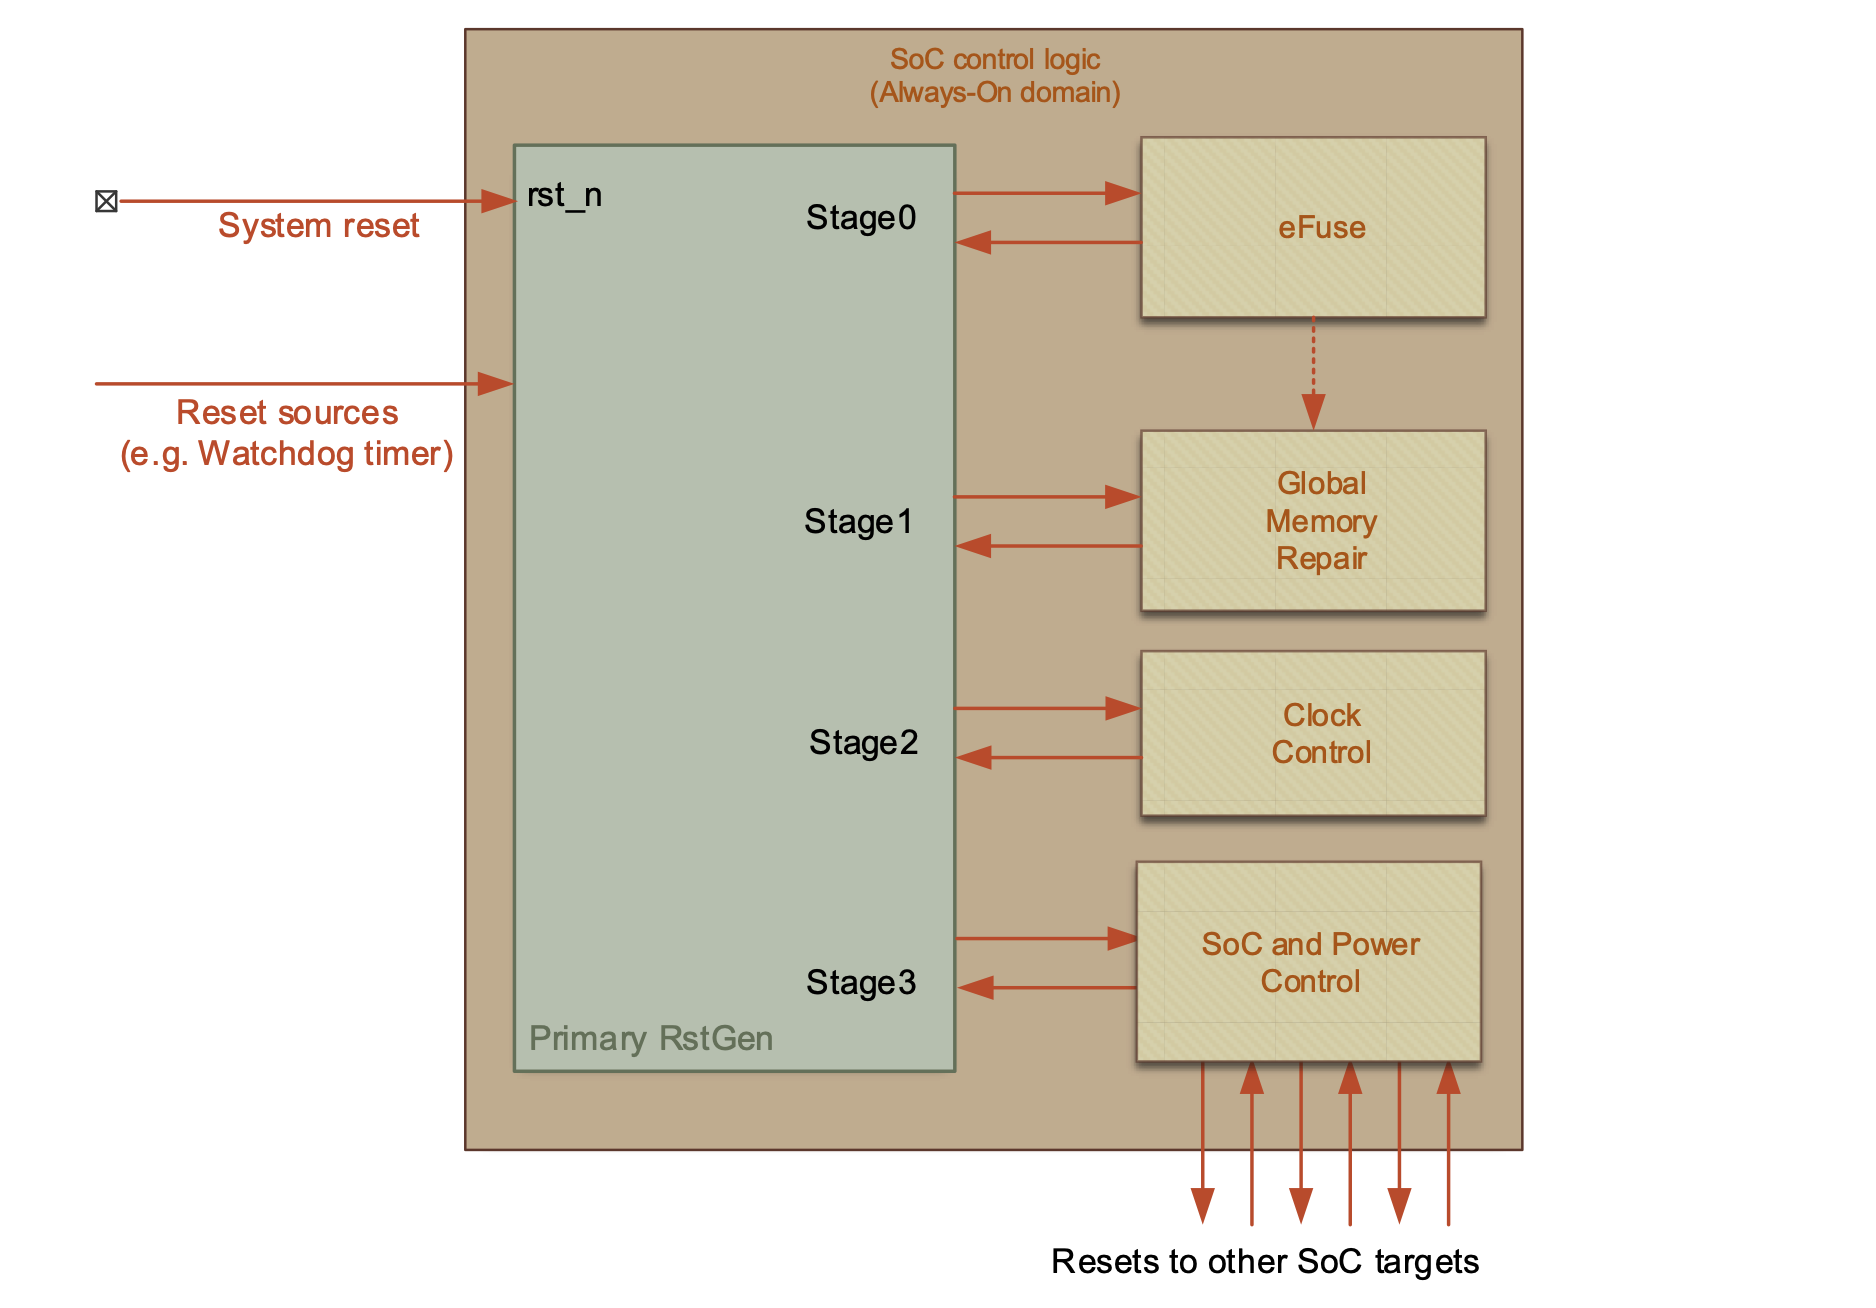 SoC control logic
(Always-On domain)
rst_n
System reset
Stage0
eFuse
Reset sources
(e.g. Watchdog timer)
Stage1
Global
Memory
Repair
Stage2
Clock
Control
Stage3
SoC and Power
Control
Primary RstGen
Resets to other SoC targets